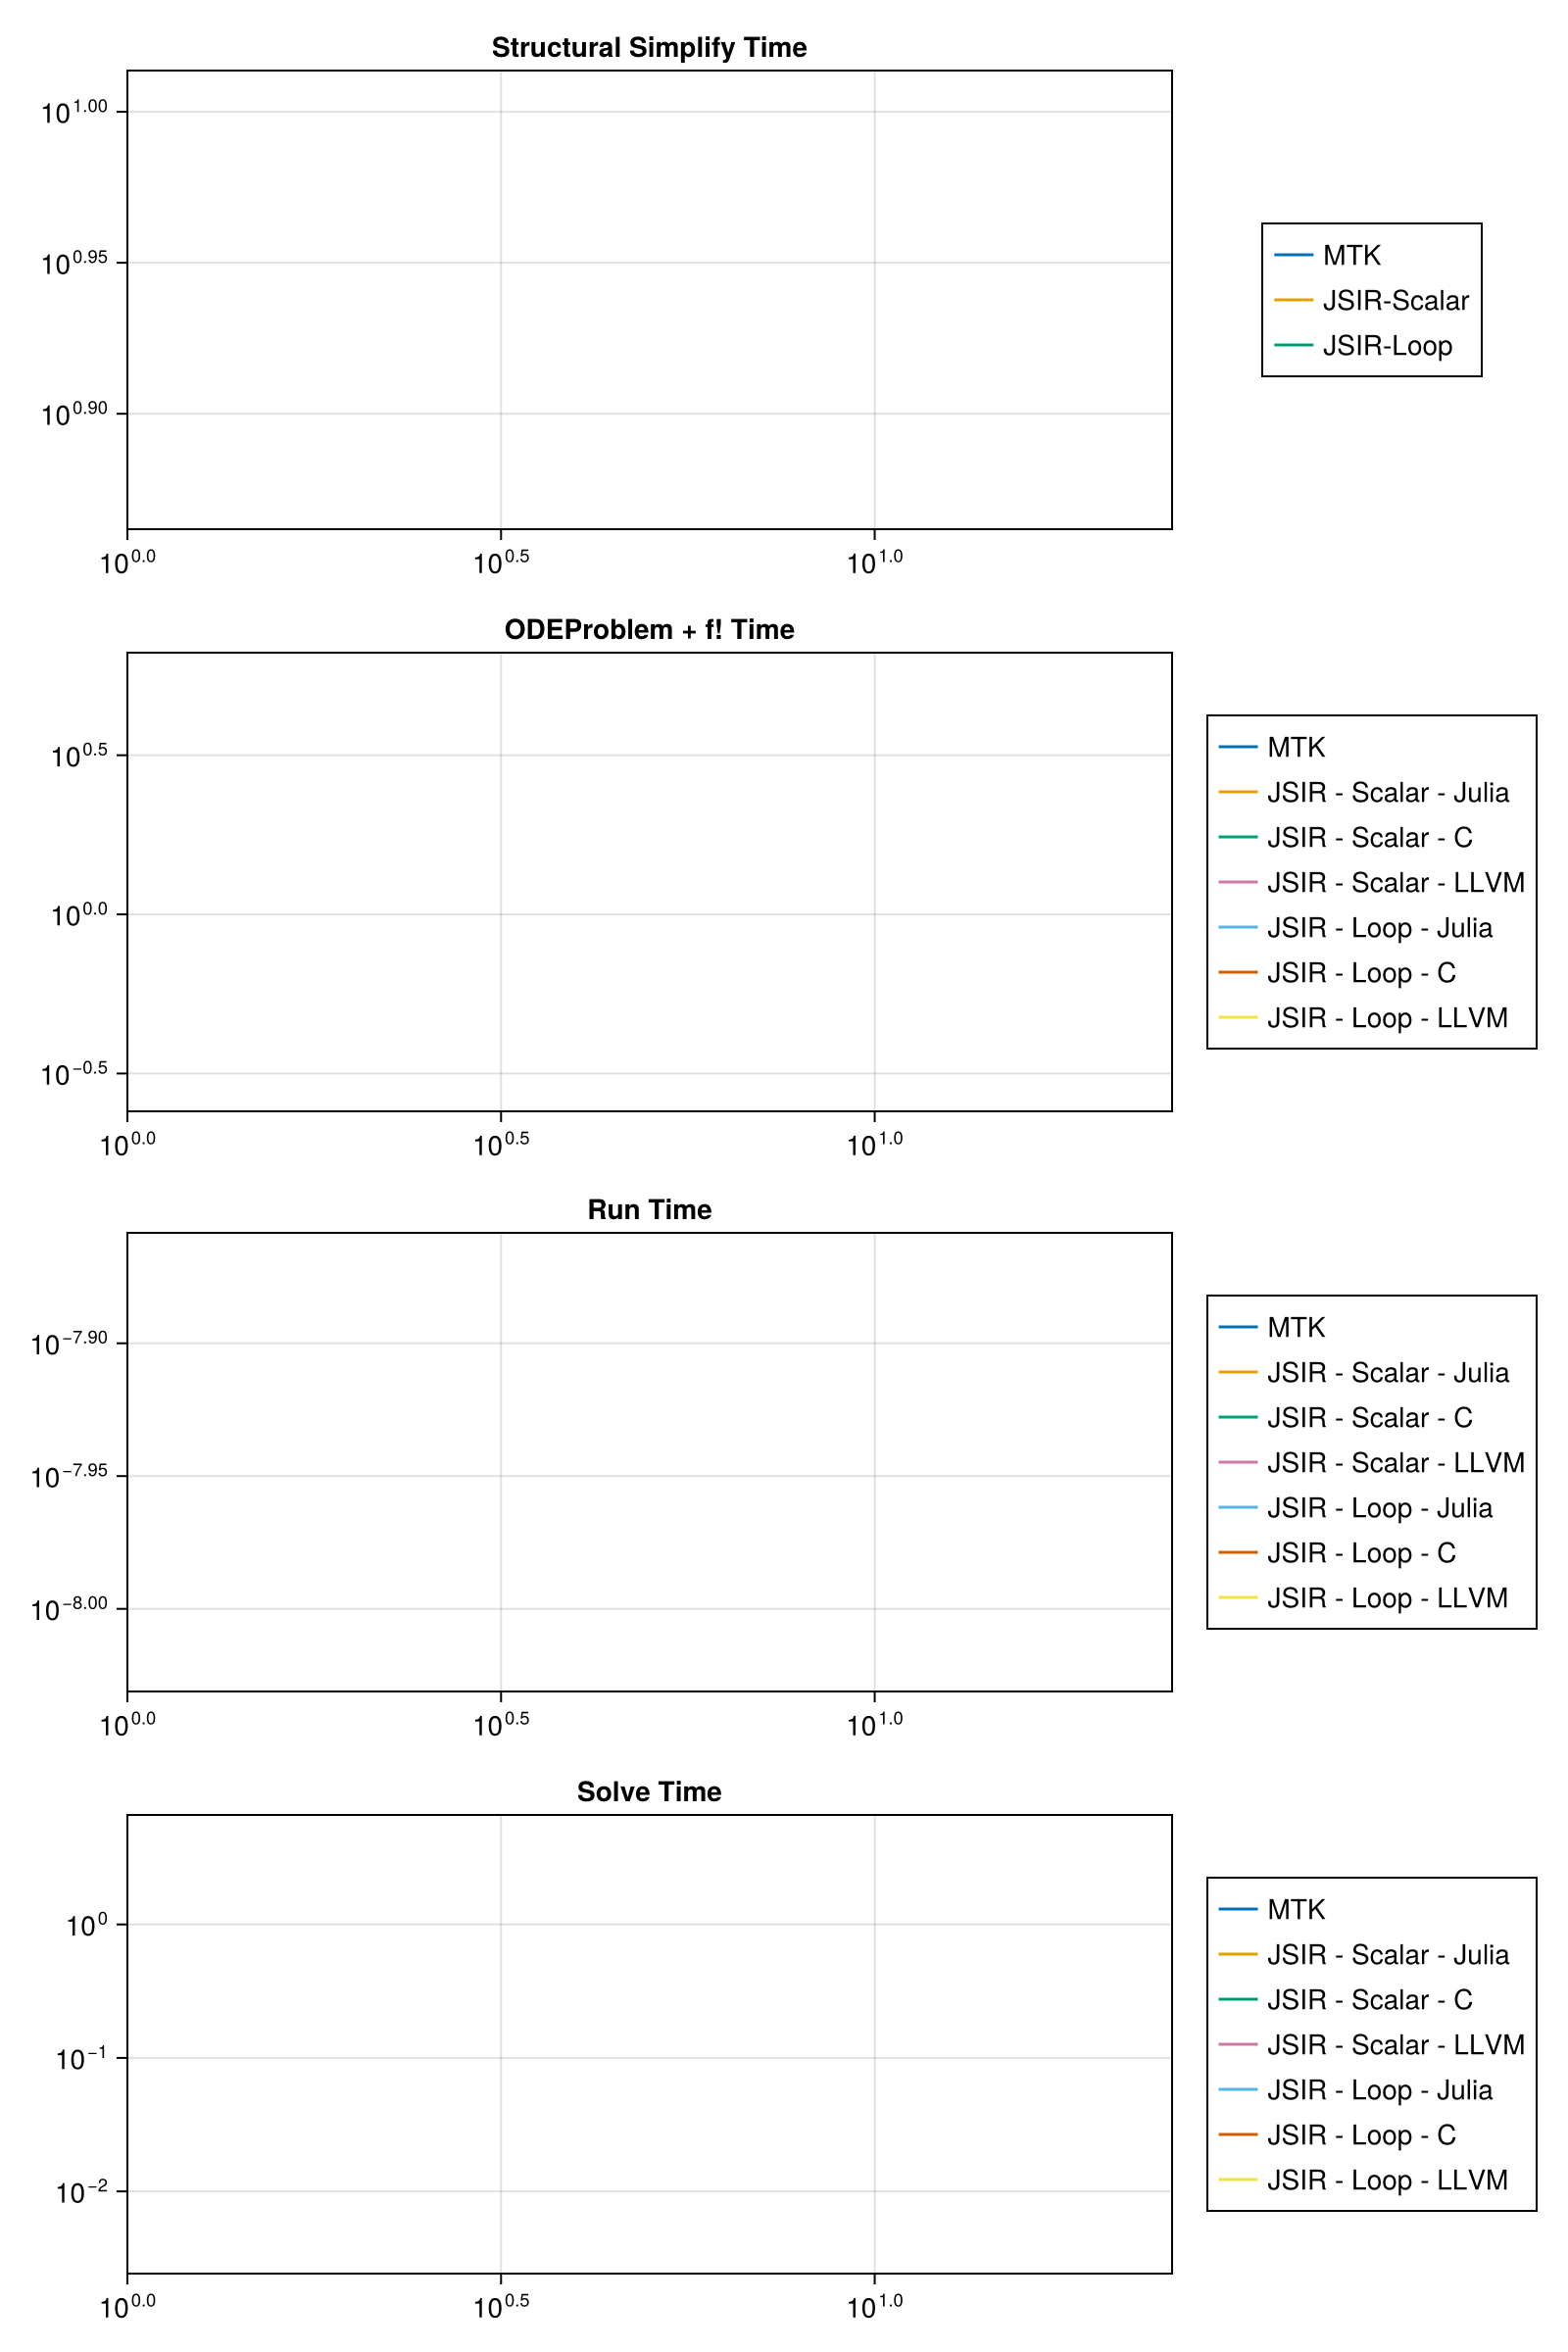 Structural Simplify Time
10^1.00
10^0.95
10^0.90
10^0.0 10^0.5 10^1.0
MTK
JSIR-Scalar
JSIR-Loop
ODEProblem + f! Time
10^0.5
10^0.0
10^−0.5
10^0.0 10^0.5 10^1.0
MTK
JSIR - Scalar - Julia
JSIR - Scalar - C
JSIR - Scalar - LLVM
JSIR - Loop - Julia
JSIR - Loop - C
JSIR - Loop - LLVM
Run Time
10^−7.90
10^−7.95
10^−8.00
10^0.0 10^0.5 10^1.0
MTK
JSIR - Scalar - Julia
JSIR - Scalar - C
JSIR - Scalar - LLVM
JSIR - Loop - Julia
JSIR - Loop - C
JSIR - Loop - LLVM
Solve Time
10^0
10^−1
10^−2
10^0.0 10^0.5 10^1.0
MTK
JSIR - Scalar - Julia
JSIR - Scalar - C
JSIR - Scalar - LLVM
JSIR - Loop - Julia
JSIR - Loop - C
JSIR - Loop - LLVM